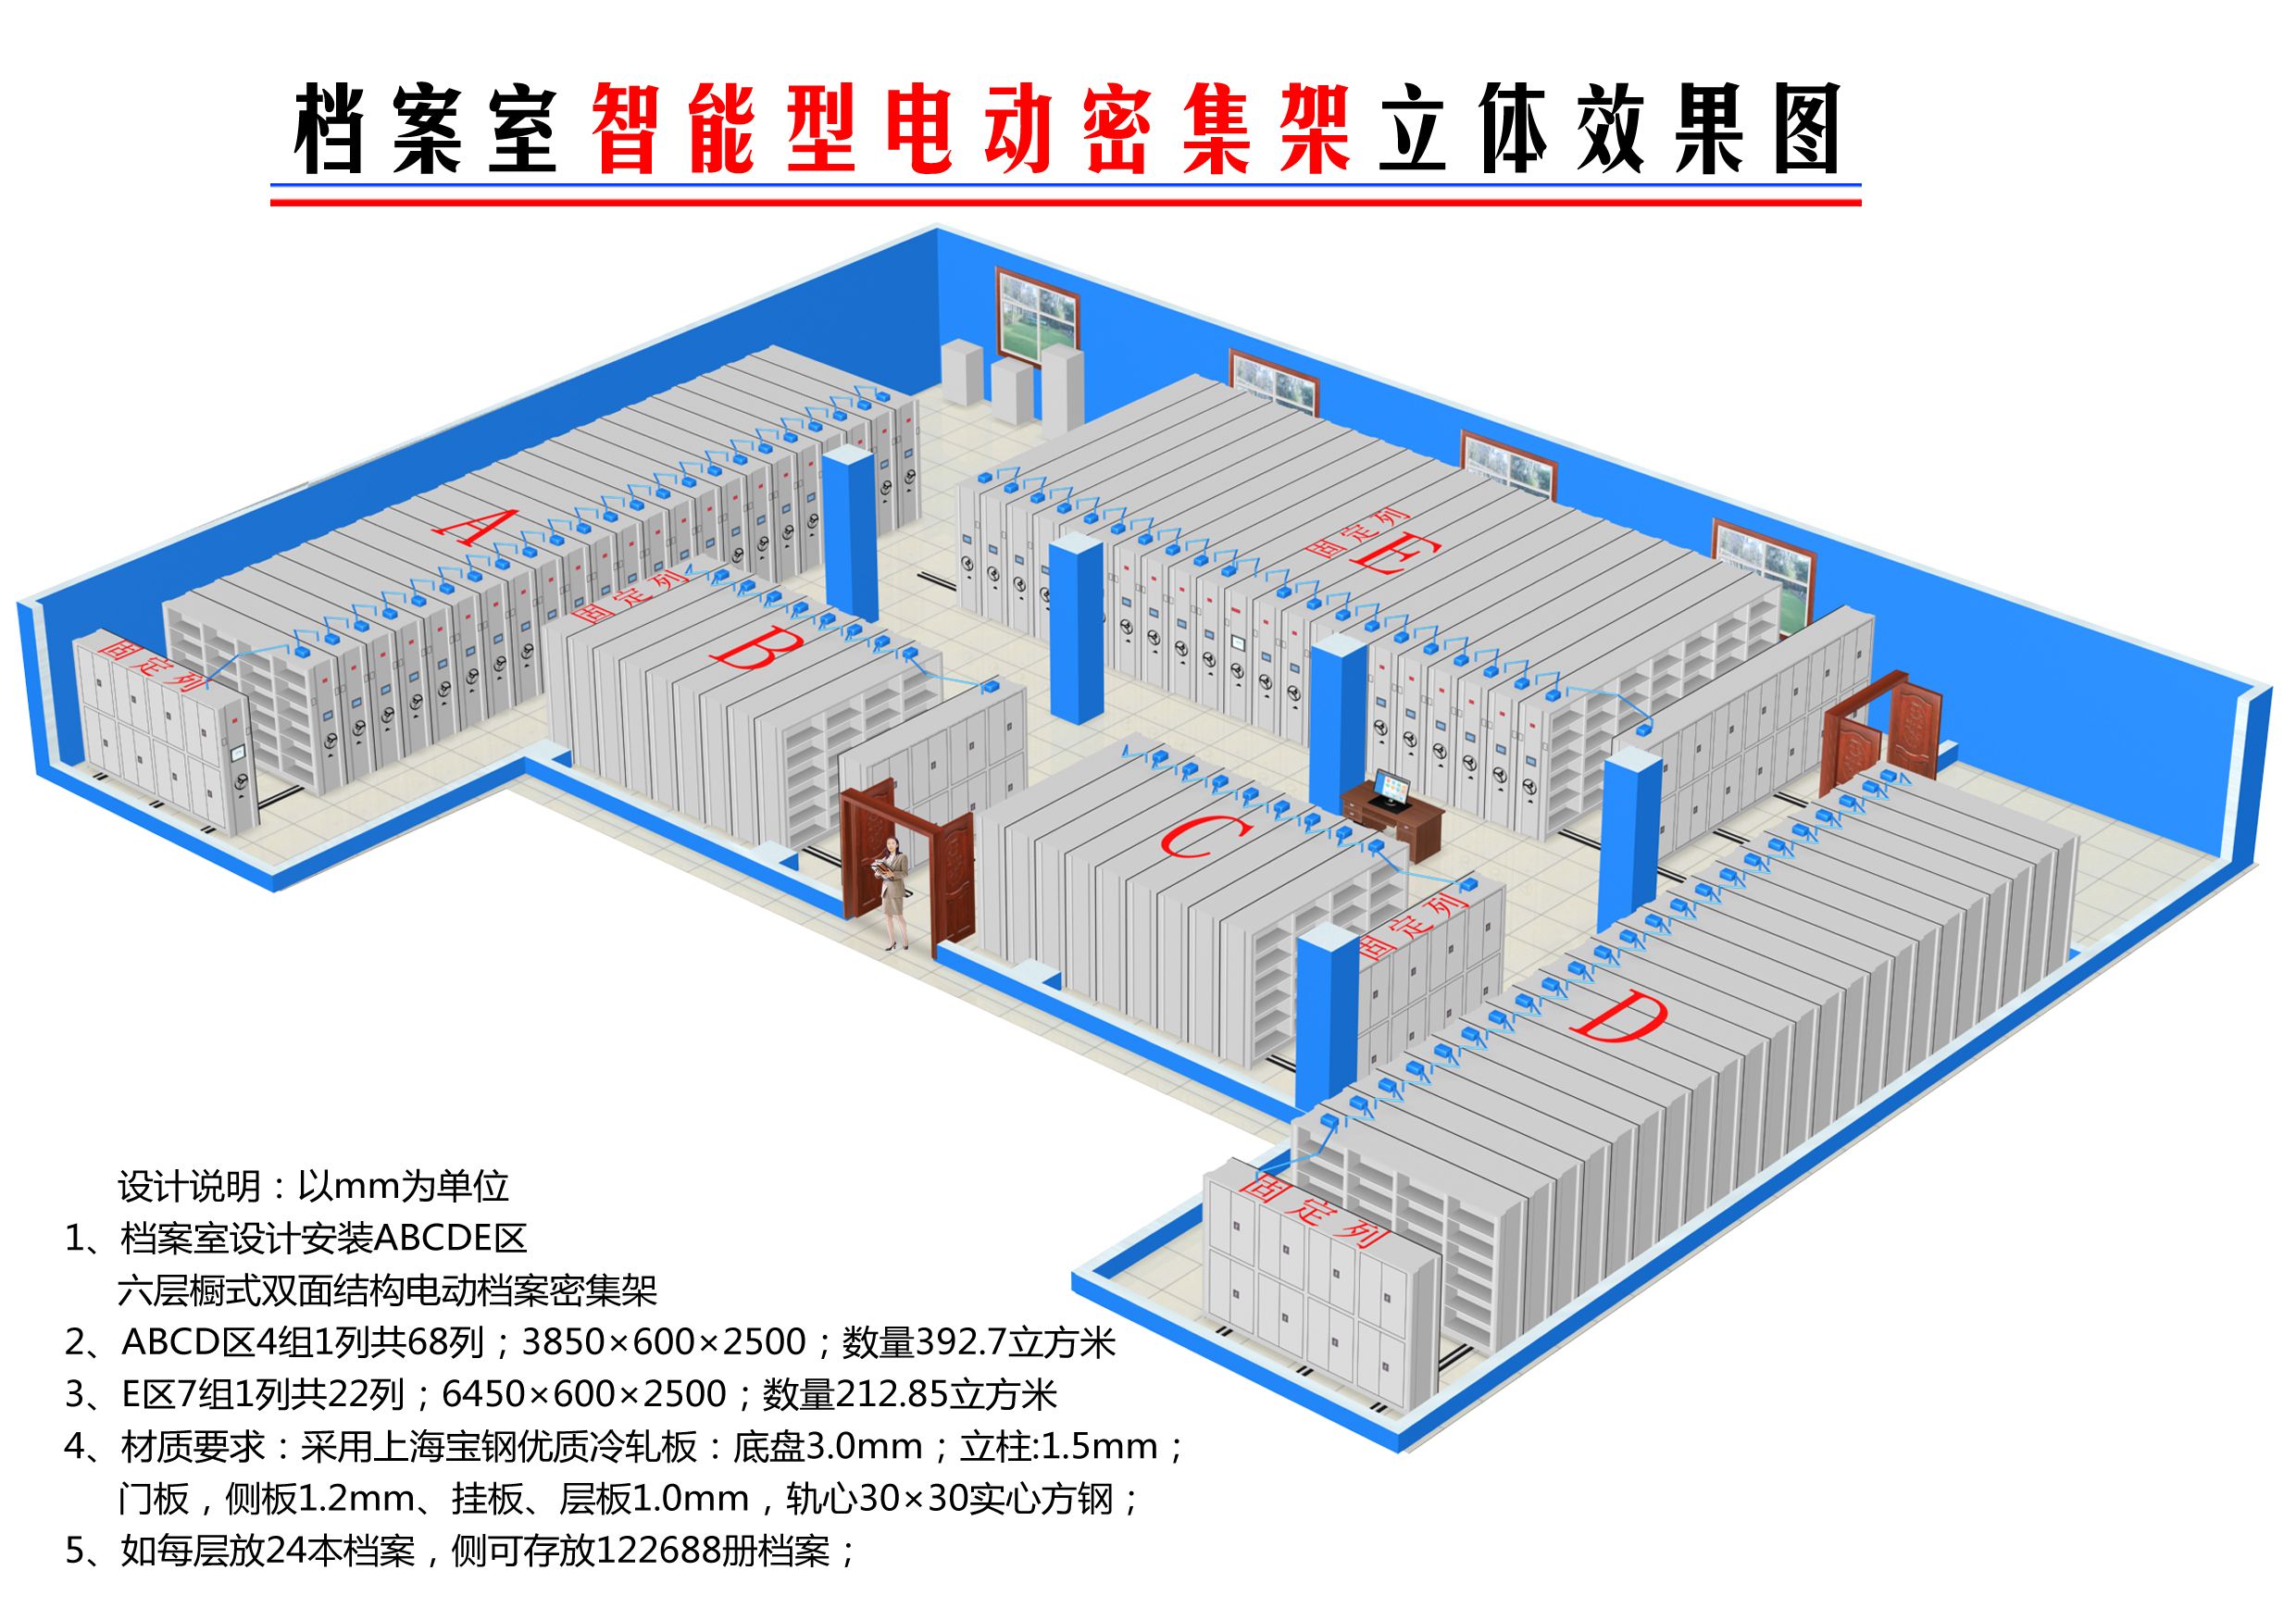 档案室智能型电动密集架立体效果图
A
固定列
E
固定列
固定列
B
C
固定列
D
固定列
设计说明：以mm为单位
1、档案室设计安装ABCDE区
六层橱式双面结构电动档案密集架
2、ABCD区4组1列共68列；3850×600×2500；数量392.7立方米
3、E区7组1列共22列；6450×600×2500；数量212.85立方米
4、材质要求：采用上海宝钢优质冷轧板：底盘3.0mm；立柱:1.5mm；
门板，侧板1.2mm、挂板、层板1.0mm，轨心30×30实心方钢；
5、如每层放24本档案，侧可存放122688册档案；